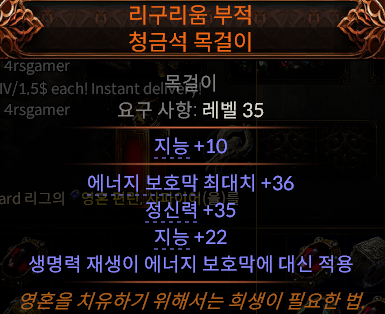 리구리움 부적
청금석 목걸이
4rsgamer
목걸이
IV/1,5$ each! Instant delivery!
4rsgamer
요구 사항: 레벨 35
지능 +10
에너지 보호막 최대치 +36
정신력 +35
지능 +22
생명력 재생이 에너지 보호막에 대신 적용
영혼을 치유하기 위해서는 희생이 필요한 법.